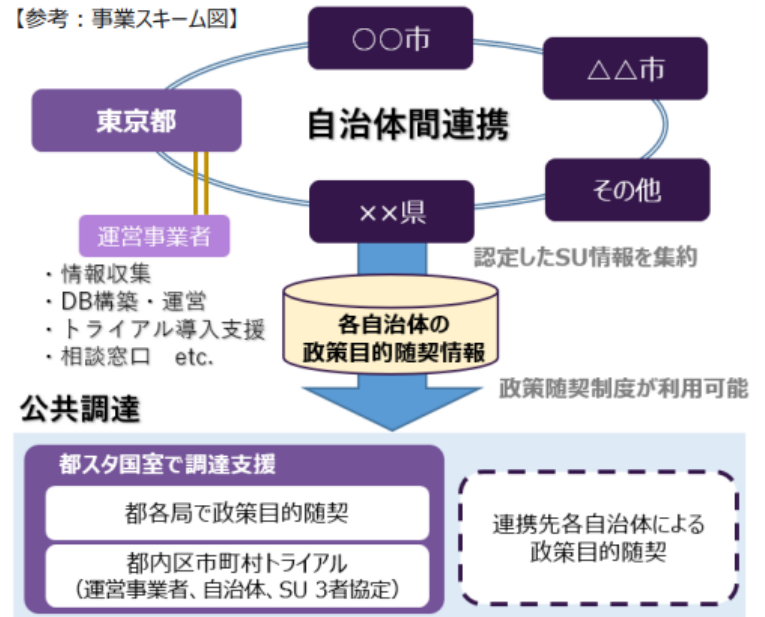 【参考：事業スキーム図】
○○市
△△市
東京都
自治体間連携
その他
××県
運営事業者
認定したSU情報を集約
・情報収集
・DB構築・運営
・トライアル導入支援
・相談窓口　etc.
各自治体の
政策目的随契情報
政策随契制度が利用可能
公共調達
都スタ国室で調達支援
都各局で政策目的随契
都内区市町村トライアル
（運営事業者、自治体、SU 3者協定）
連携先各自治体による
政策目的随契